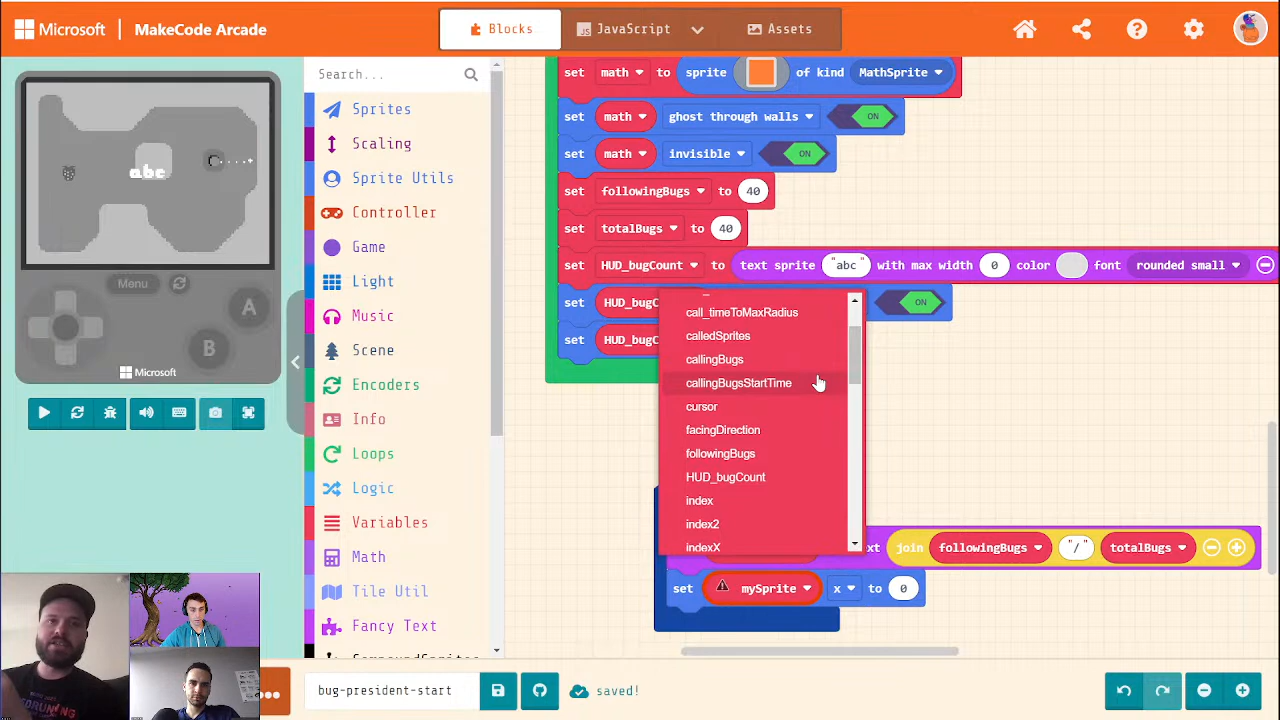 Microsoft | MakeCode Arcade
Blocks
JavaScript
Assets
abc
Menu
A
B
Microsoft
Search...
Sprites
Scaling
Sprite Utils
Controller
Game
Light
Music
Scene
Encoders
Info
Loops
Logic
Variables
Math
Tile Util
Fancy Text
set math to sprite of kind MathSprite
set math ghost through walls ON
set math invisible ON
set followingBugs to 40
set totalBugs to 40
set HUD_bugCount to text sprite "abc" with max width 0 color font rounded small
set HUD_bugC ON
set HUD_bugC
call_timeToMaxRadius
calledSprites
callingBugs
callingBugsStartTime
cursor
facingDirection
followingBugs
HUD_bugCount
index
index2
indexX
xt join followingBugs "/" totalBugs
set mySprite x to 0
bug-president-start
saved!